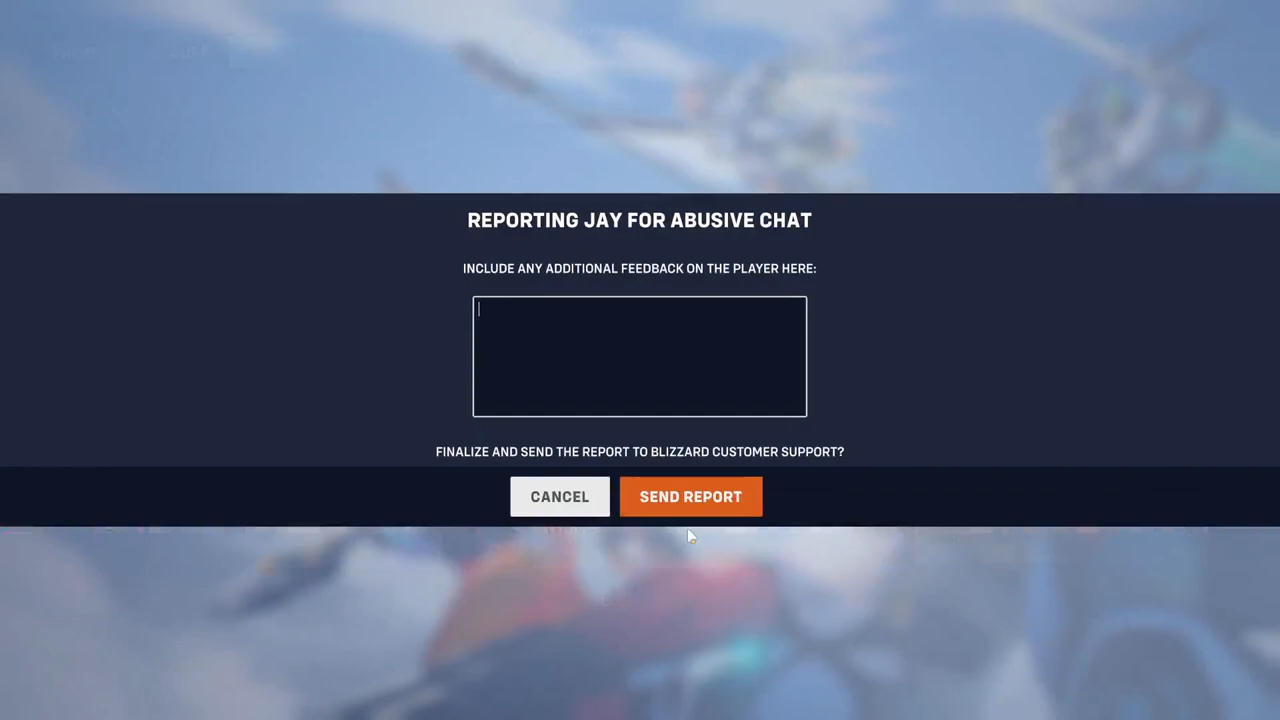 REPORTING JAY FOR ABUSIVE CHAT
INCLUDE ANY ADDITIONAL FEEDBACK ON THE PLAYER HERE:
FINALIZE AND SEND THE REPORT TO BLIZZARD CUSTOMER SUPPORT?
CANCEL
SEND REPORT